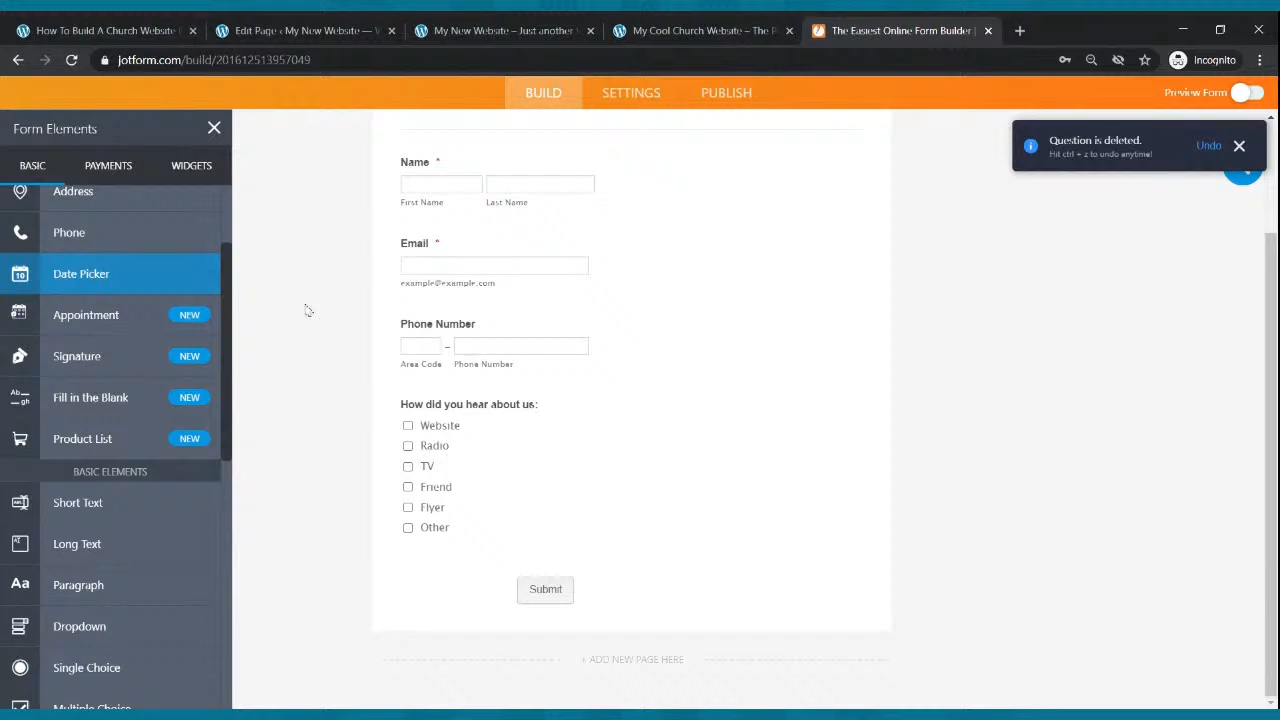 How To Build A Church Website
Edit Page ‹ My New Website — W
My New Website – Just another
My Cool Church Website – The P
The Easiest Online Form Builder |
jotform.com/build/201612513957049
Incognito
BUILD
SETTINGS
PUBLISH
Preview Form
Form Elements
BASIC
PAYMENTS
WIDGETS
Address
Phone
Date Picker
Appointment
NEW
Signature
NEW
Fill in the Blank
NEW
Product List
NEW
BASIC ELEMENTS
Short Text
Long Text
Paragraph
Dropdown
Single Choice
Multiple Choice
Question is deleted.
Hit ctrl + z to undo anytime!
Undo
Name *
First Name
Last Name
Email *
example@example.com
Phone Number
Area Code
Phone Number
How did you hear about us:
Website
Radio
TV
Friend
Flyer
Other
Submit
+ ADD NEW PAGE HERE